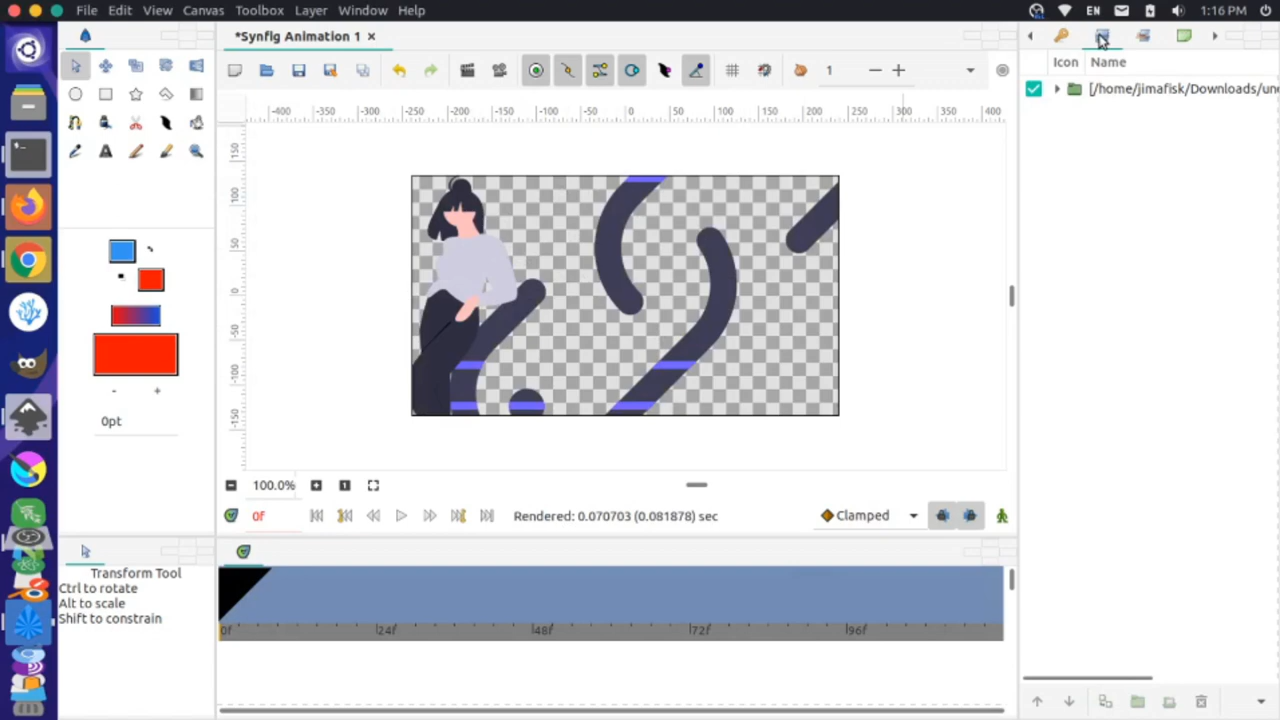 File Edit View Canvas Toolbox Layer Window Help
EN
1:16 PM
*Synfig Animation 1
1
Icon Name
[/home/jimafisk/Downloads/un
-400 -300 -250 -200 -150 -100 -50 0 50 100 150 200 250 300 350 400
150
100
50
0
-50
-100
-150
- +
0pt
100.0%
0f
Rendered: 0.070703 (0.081878) sec
Clamped
Transform Tool
Ctrl to rotate
Alt to scale
Shift to constrain
0f 24f 48f 72f 96f